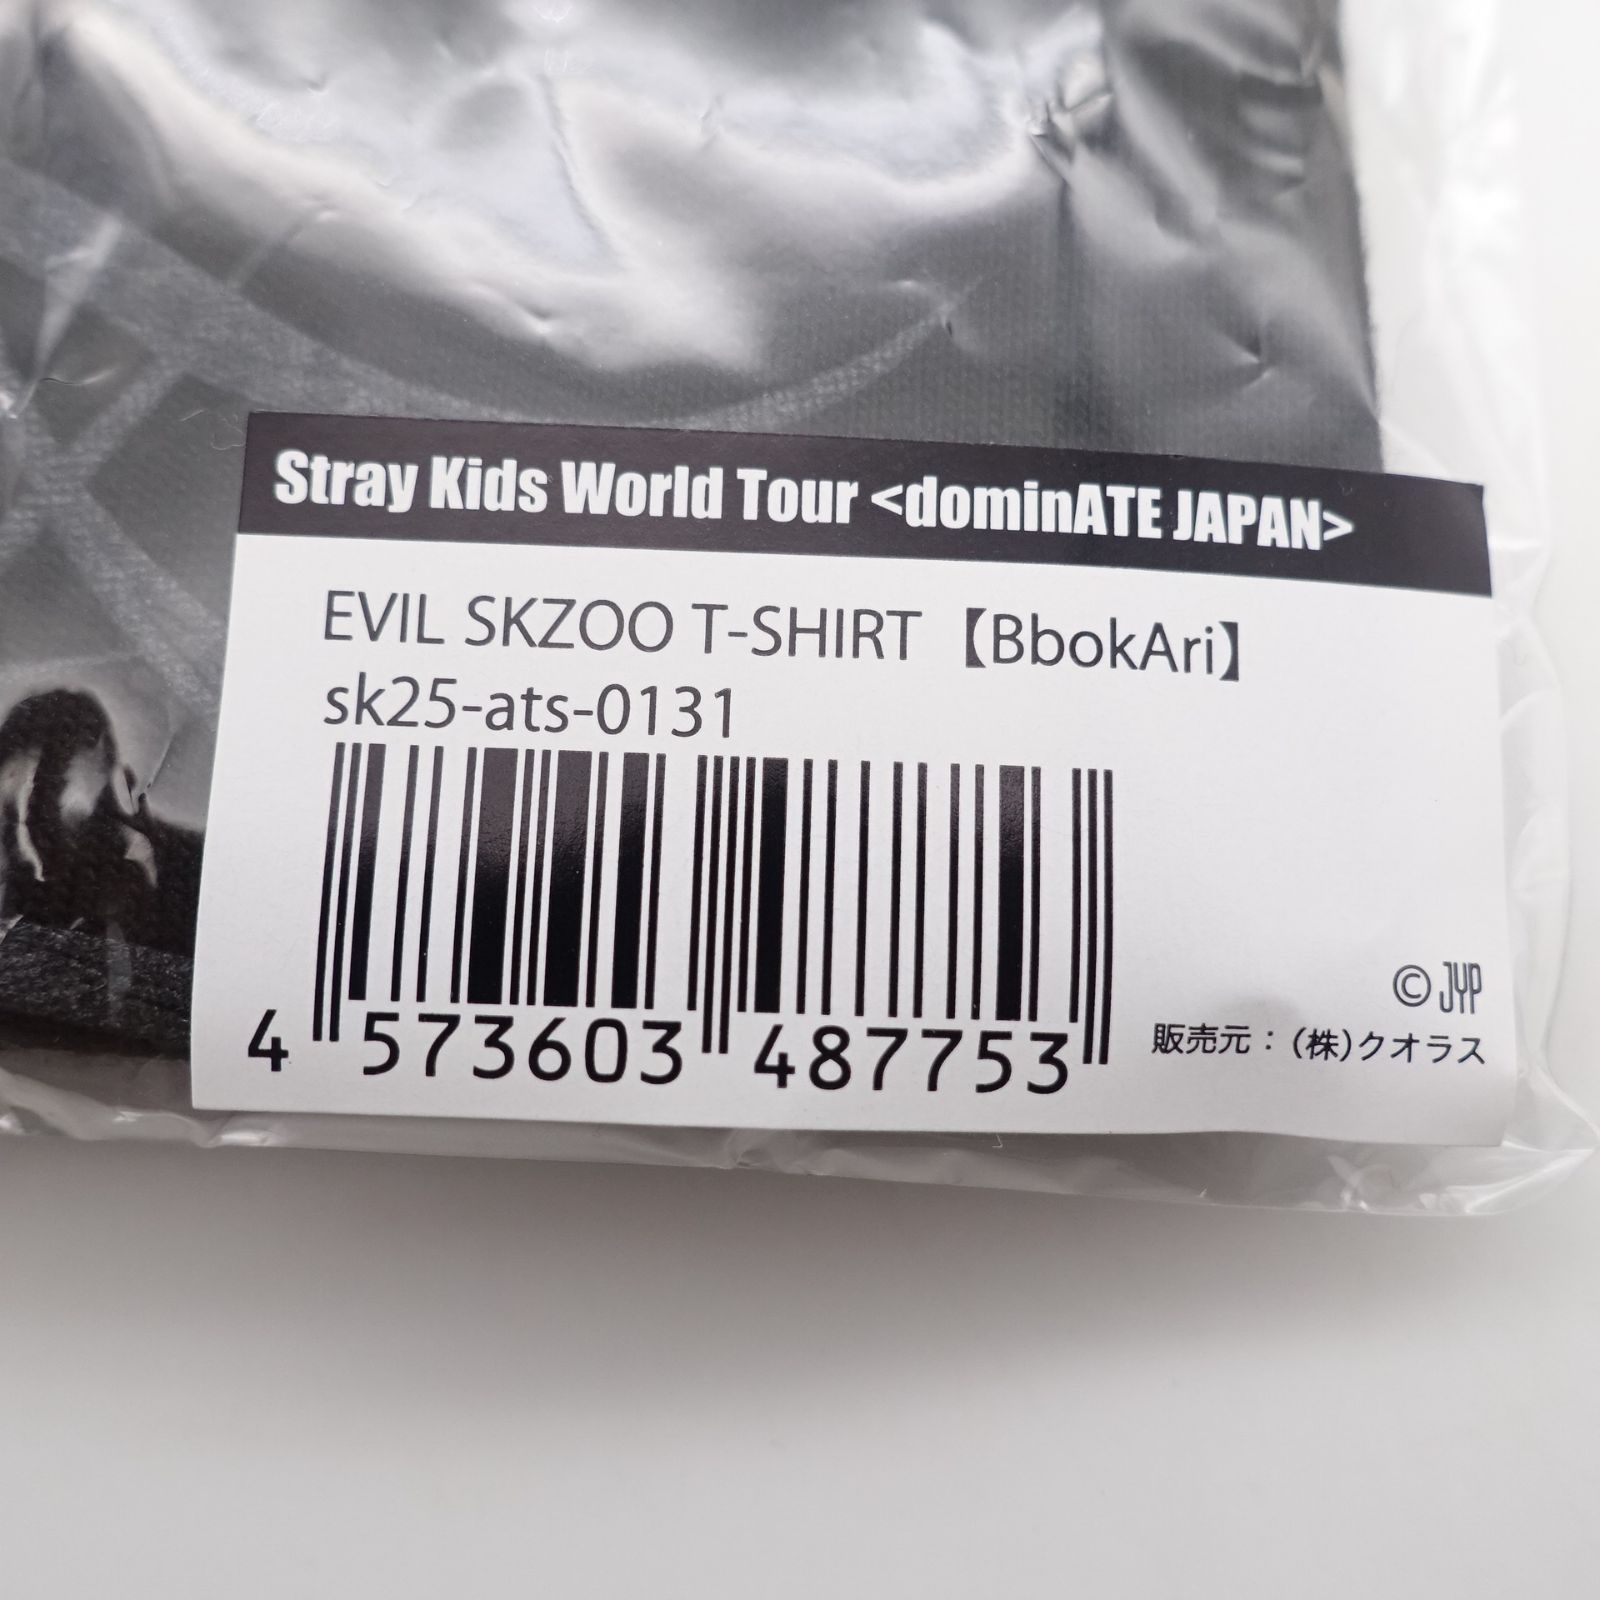 Stray Kids World Tour <dominATE JAPAN>
EVIL SKZOO T-SHIRT【BbokAri】
sk25-ats-0131
4 573603 487753
© JYP
販売元：(株)クオラス